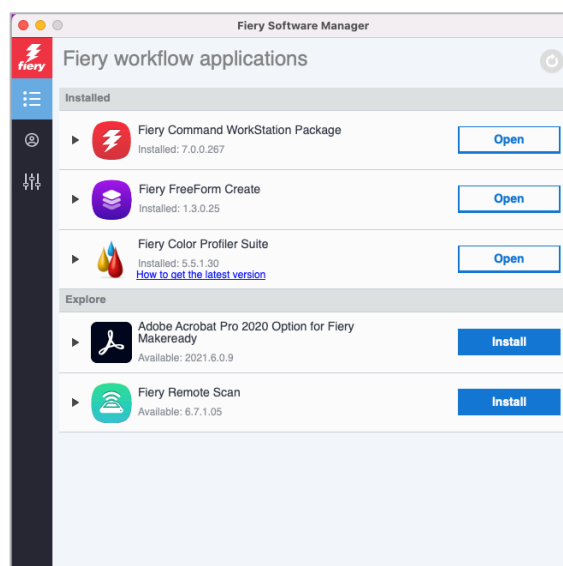 Fiery Software Manager
fiery
Fiery workflow applications
Installed
Fiery Command WorkStation Package
Installed: 7.0.0.267
Open
Fiery FreeForm Create
Installed: 1.3.0.25
Open
Fiery Color Profiler Suite
Installed: 5.5.1.30
How to get the latest version
Open
Explore
Adobe Acrobat Pro 2020 Option for Fiery
Makeready
Available: 2021.6.0.9
Install
Fiery Remote Scan
Available: 6.7.1.05
Install